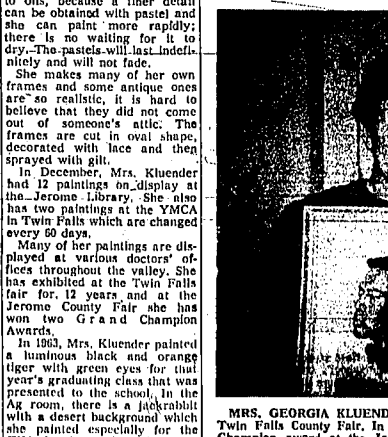 to oils, because a finer detail
can be obtained with pastel and
she can paint more rapidly;
there is no waiting for it to
dry. The pastels will last indefi-
nitely and will not fade.
She makes many of her own
frames and some antique ones
are so realistic, it is hard to
believe that they did not come
out of someone's attic. The
frames are cut in oval shape,
decorated with lace and then
sprayed with gilt.
In December, Mrs. Kluender
had 12 paintings on display at
the Jerome Library. She also
has two paintings at the YMCA
in Twin Falls which are changed
every 60 days.
Many of her paintings are dis-
played at various doctors' of-
fices throughout the valley. She
has exhibited at the Twin Falls
fair for 12 years and at the
Jerome County Fair she has
won two Grand Champion
Awards.
In 1963, Mrs. Kluender painted
a luminous black and orange
tiger with green eyes for that
year's graduating class that was
presented to the school. In the
Ag room, there is a jackrabbit
with a desert background which
she painted especially for the
MRS. GEORGIA KLUEND
Twin Falls County Fair. In
Champion award at the